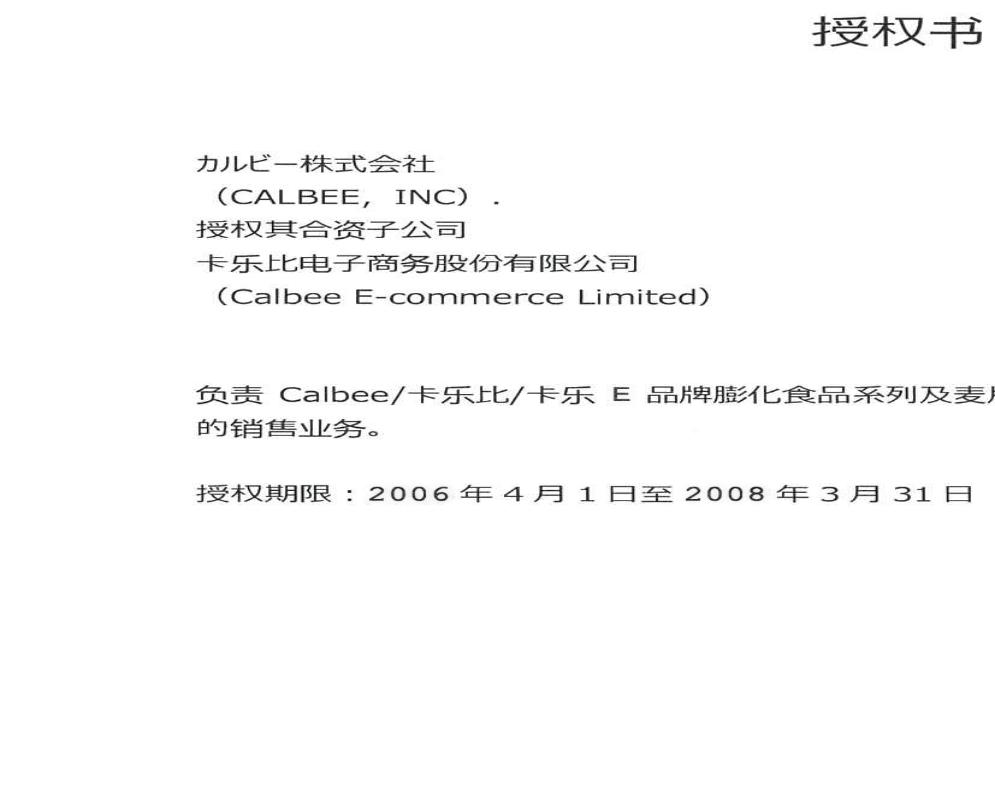 授权书
カルビー株式会社
（CALBEE, INC）.
授权其合资子公司
卡乐比电子商务股份有限公司
（Calbee E-commerce Limited）
负责 Calbee/卡乐比/卡乐 E 品牌膨化食品系列及麦
的销售业务。
授权期限：2006 年 4 月 1 日至 2008 年 3 月 31 日